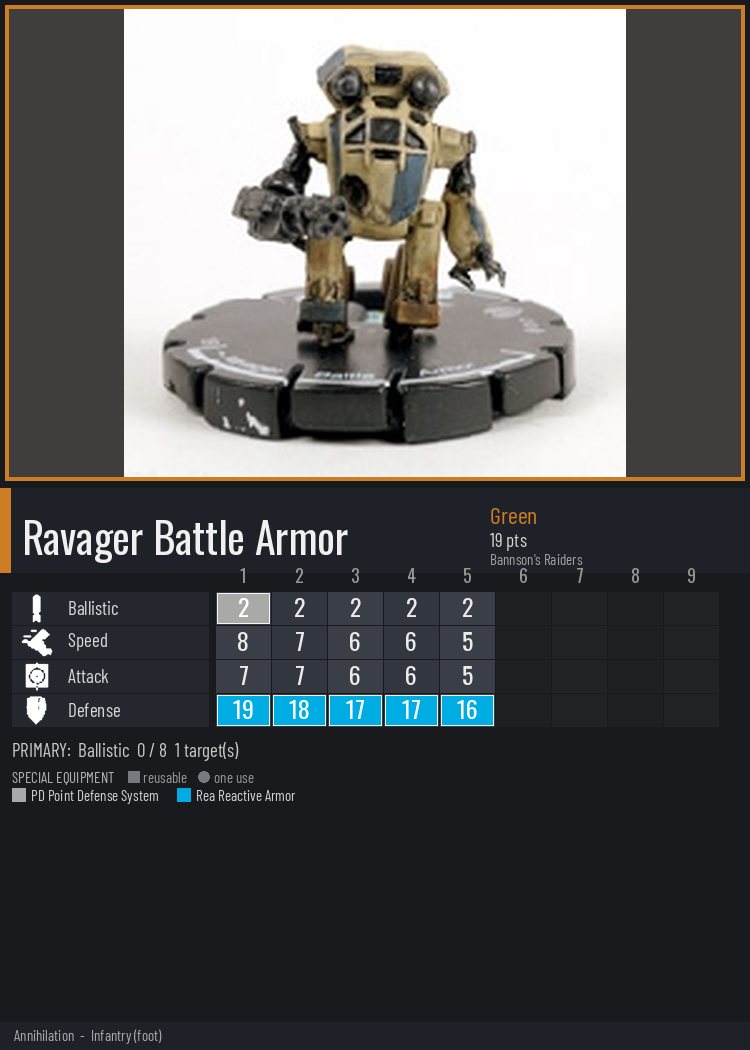 Ravager Battle Armor
Green
19 pts
Bannson's Raiders
1 2 3 4 5 6 7 8 9
Ballistic 2 2 2 2 2
Speed 8 7 6 6 5
Attack 7 7 6 6 5
Defense 19 18 17 17 16
PRIMARY: Ballistic 0 / 8 1 target(s)
SPECIAL EQUIPMENT reusable one use
PD Point Defense System Rea Reactive Armor
Annihilation - Infantry (foot)